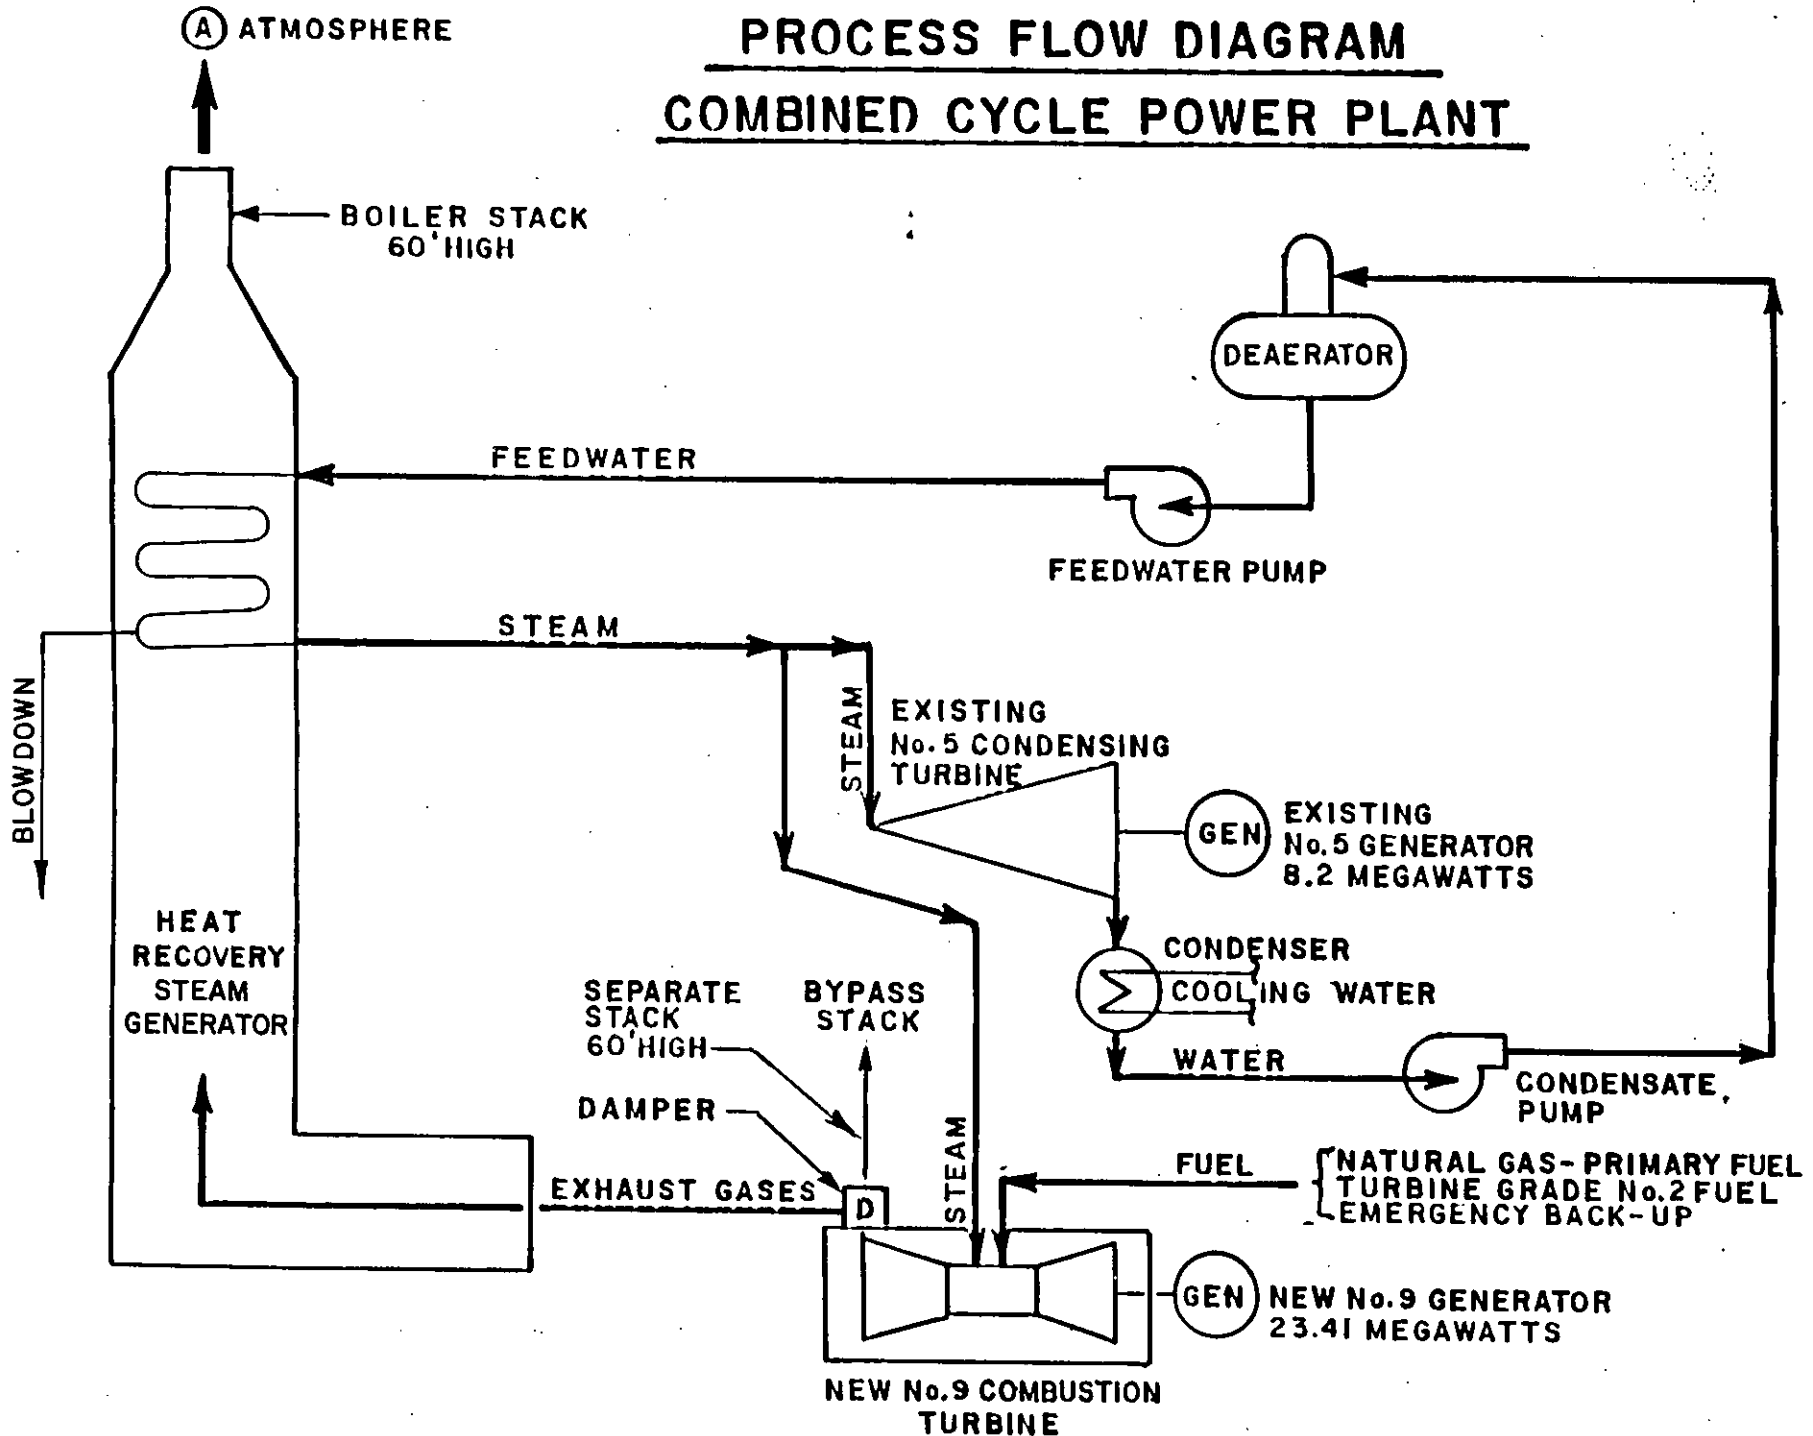 PROCESS FLOW DIAGRAM
COMBINED CYCLE POWER PLANT
A ATMOSPHERE
BOILER STACK
60' HIGH
DEAERATOR
FEEDWATER
FEEDWATER PUMP
STEAM
BLOWDOWN
STEAM
EXISTING
No. 5 CONDENSING
TURBINE
GEN
EXISTING
No. 5 GENERATOR
8.2 MEGAWATTS
HEAT
RECOVERY
STEAM
GENERATOR
CONDENSER
COOLING WATER
WATER
CONDENSATE
PUMP
SEPARATE
STACK
60' HIGH
BYPASS
STACK
DAMPER
STEAM
FUEL
NATURAL GAS-PRIMARY FUEL
TURBINE GRADE No. 2 FUEL
EMERGENCY BACK-UP
EXHAUST GASES
D
GEN
NEW No. 9 GENERATOR
23.41 MEGAWATTS
NEW No. 9 COMBUSTION
TURBINE